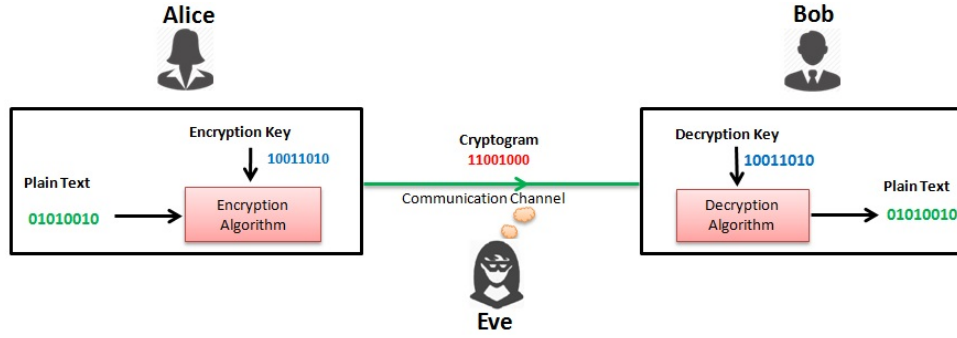 Alice
Bob
Encryption Key
10011010
Plain Text
01010010
Encryption
Algorithm
Cryptogram
11001000
Communication Channel
Eve
Decryption Key
10011010
Decryption
Algorithm
Plain Text
01010010